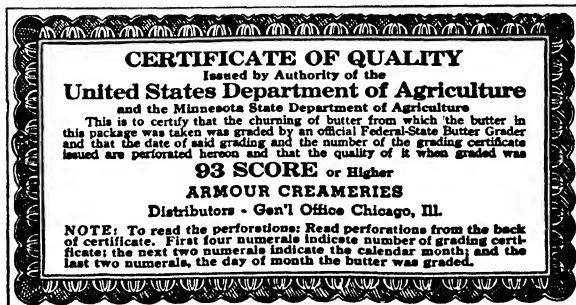 CERTIFICATE OF QUALITY
Issued by Authority of the
United States Department of Agriculture
and the Minnesota State Department of Agriculture
This is to certify that the churning of butter from which the butter in
this package was taken was graded by an official Federal-State Butter Grader
and that the date of said grading and the number of the grading certificate
issued are perforated hereon and that the quality of it when graded was
93 SCORE or Higher
ARMOUR CREAMERIES
Distributors - Gen'l Office Chicago, Ill.
NOTE: To read the perforations: Read perforations from the back
of certificate. First four numerals indicate number of grading certi-
ficate; the next two numerals indicate the calendar month; and the
last two numerals, the day of month the butter was graded.